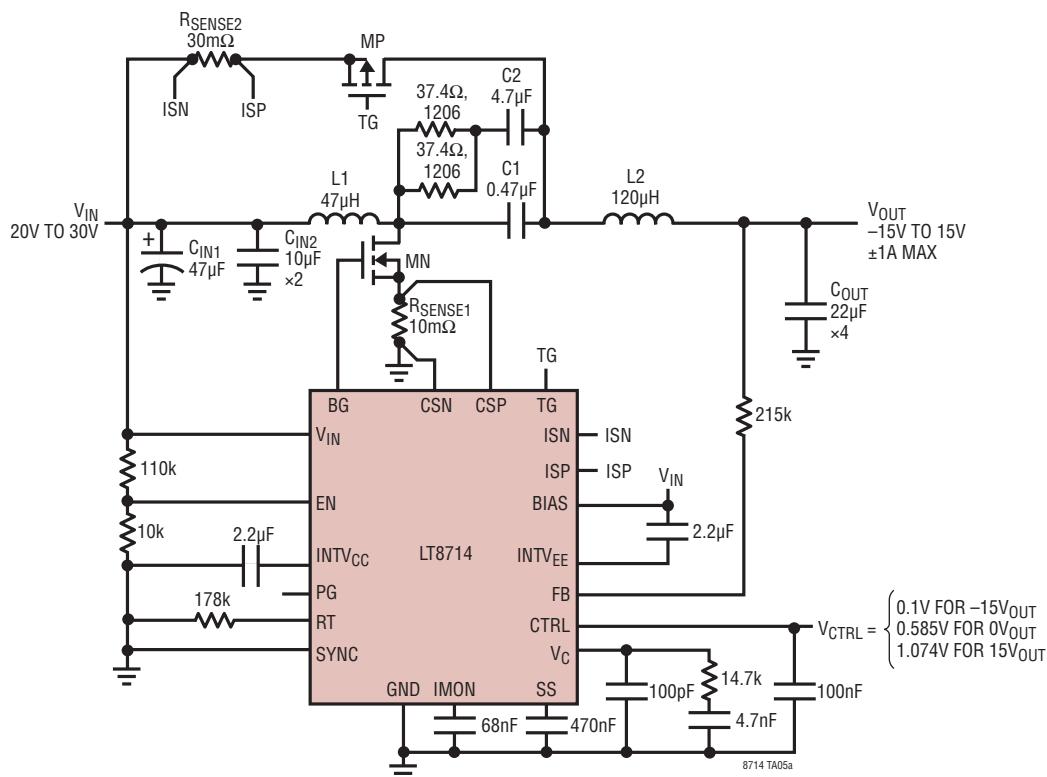 RSENSE2
30mΩ
MP
ISN
ISP
TG
37.4Ω,
1206
37.4Ω,
1206
C2
4.7µF
C1
0.47µF
L1
47µH
L2
120µH
VIN
20V TO 30V
VOUT
–15V TO 15V
±1A MAX
+
CIN1
47µF
CIN2
10µF
×2
MN
RSENSE1
10mΩ
COUT
22µF
×4
TG
BG
CSN
CSP
TG
VIN
ISN
ISN
215k
ISP
ISP
110k
VIN
EN
BIAS
10k
2.2µF
2.2µF
INTVCC
LT8714
INTVEE
PG
FB
178k
RT
CTRL
VCTRL =
0.1V FOR –15VOUT
0.585V FOR 0VOUT
1.074V FOR 15VOUT
SYNC
VC
GND
IMON
SS
100pF
14.7k
100nF
68nF
470nF
4.7nF
8714 TA05a